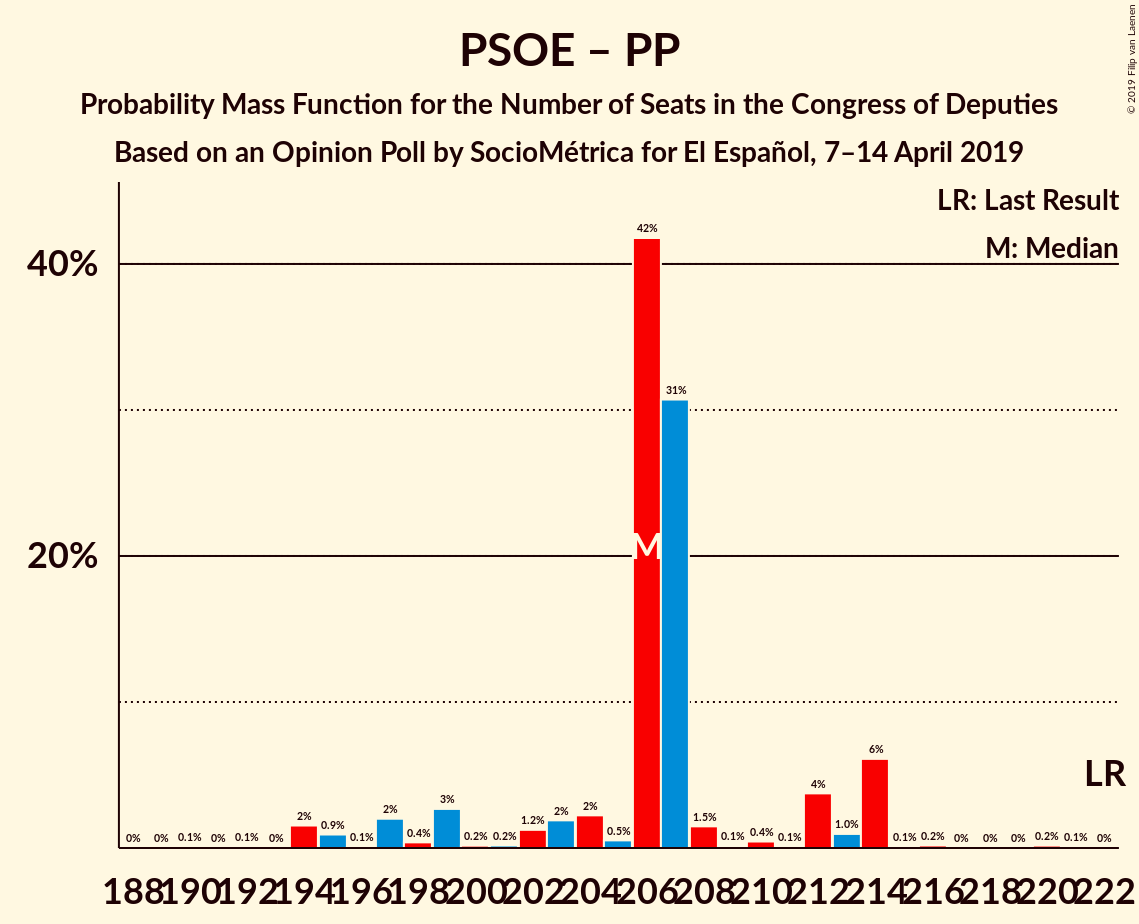 © 2019 Filip van Laenen
PSOE – PP
Probability Mass Function for the Number of Seats in the Congress of Deputies
Based on an Opinion Poll by SocioMétrica for El Español, 7–14 April 2019
LR: Last Result
M: Median
40%
20%
0% 0% 0.1% 0% 0.1% 0% 2% 0.9% 0.1% 2% 0.4% 3% 0.2% 0.2% 1.2% 2% 2% 0.5% 42% 31% 1.5% 0.1% 0.4% 0.1% 4% 1.0% 6% 0.1% 0.2% 0% 0% 0% 0.2% 0.1% 0%
M
LR
188 190 192 194 196 198 200 202 204 206 208 210 212 214 216 218 220 222